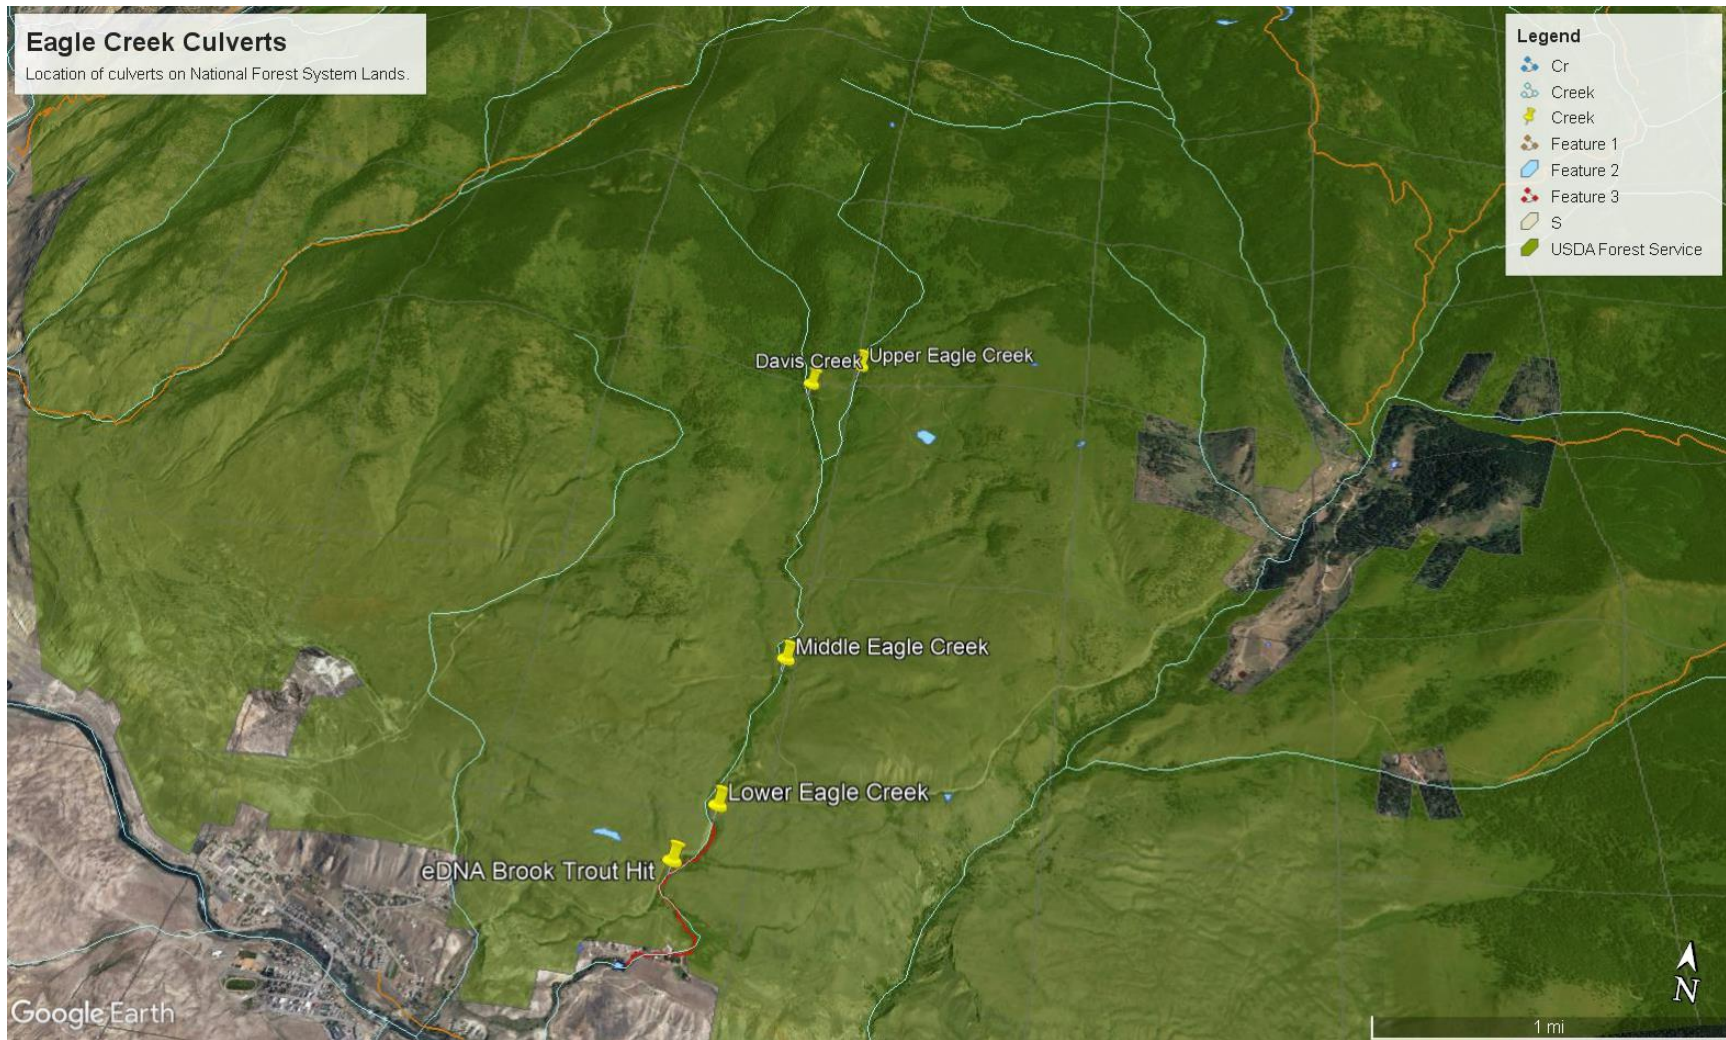 Eagle Creek Culverts
Location of culverts on National Forest System Lands.
Legend
Cr
Creek
Creek
Feature 1
Feature 2
Feature 3
S
USDA Forest Service
Davis Creek
Upper Eagle Creek
Middle Eagle Creek
Lower Eagle Creek
eDNA Brook Trout Hit
Google Earth
N
1 mi